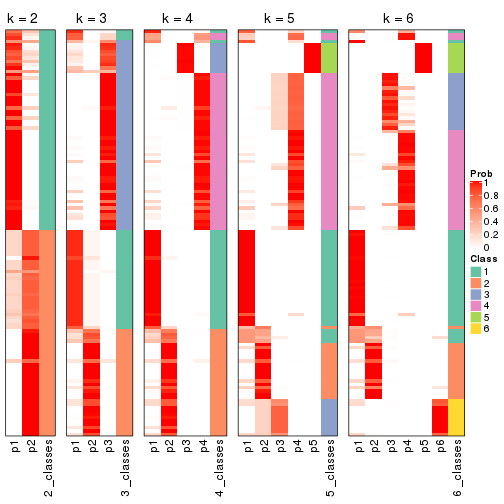 k = 2
k = 3
k = 4
k = 5
k = 6
Prob
1
0.8
0.6
0.4
0.2
0
Class
1
2
3
4
5
6
p1
p2
2_classes
p1
p2
p3
3_classes
p1
p2
p3
p4
4_classes
p1
p2
p3
p4
p5
5_classes
p1
p2
p3
p4
p5
p6
6_classes